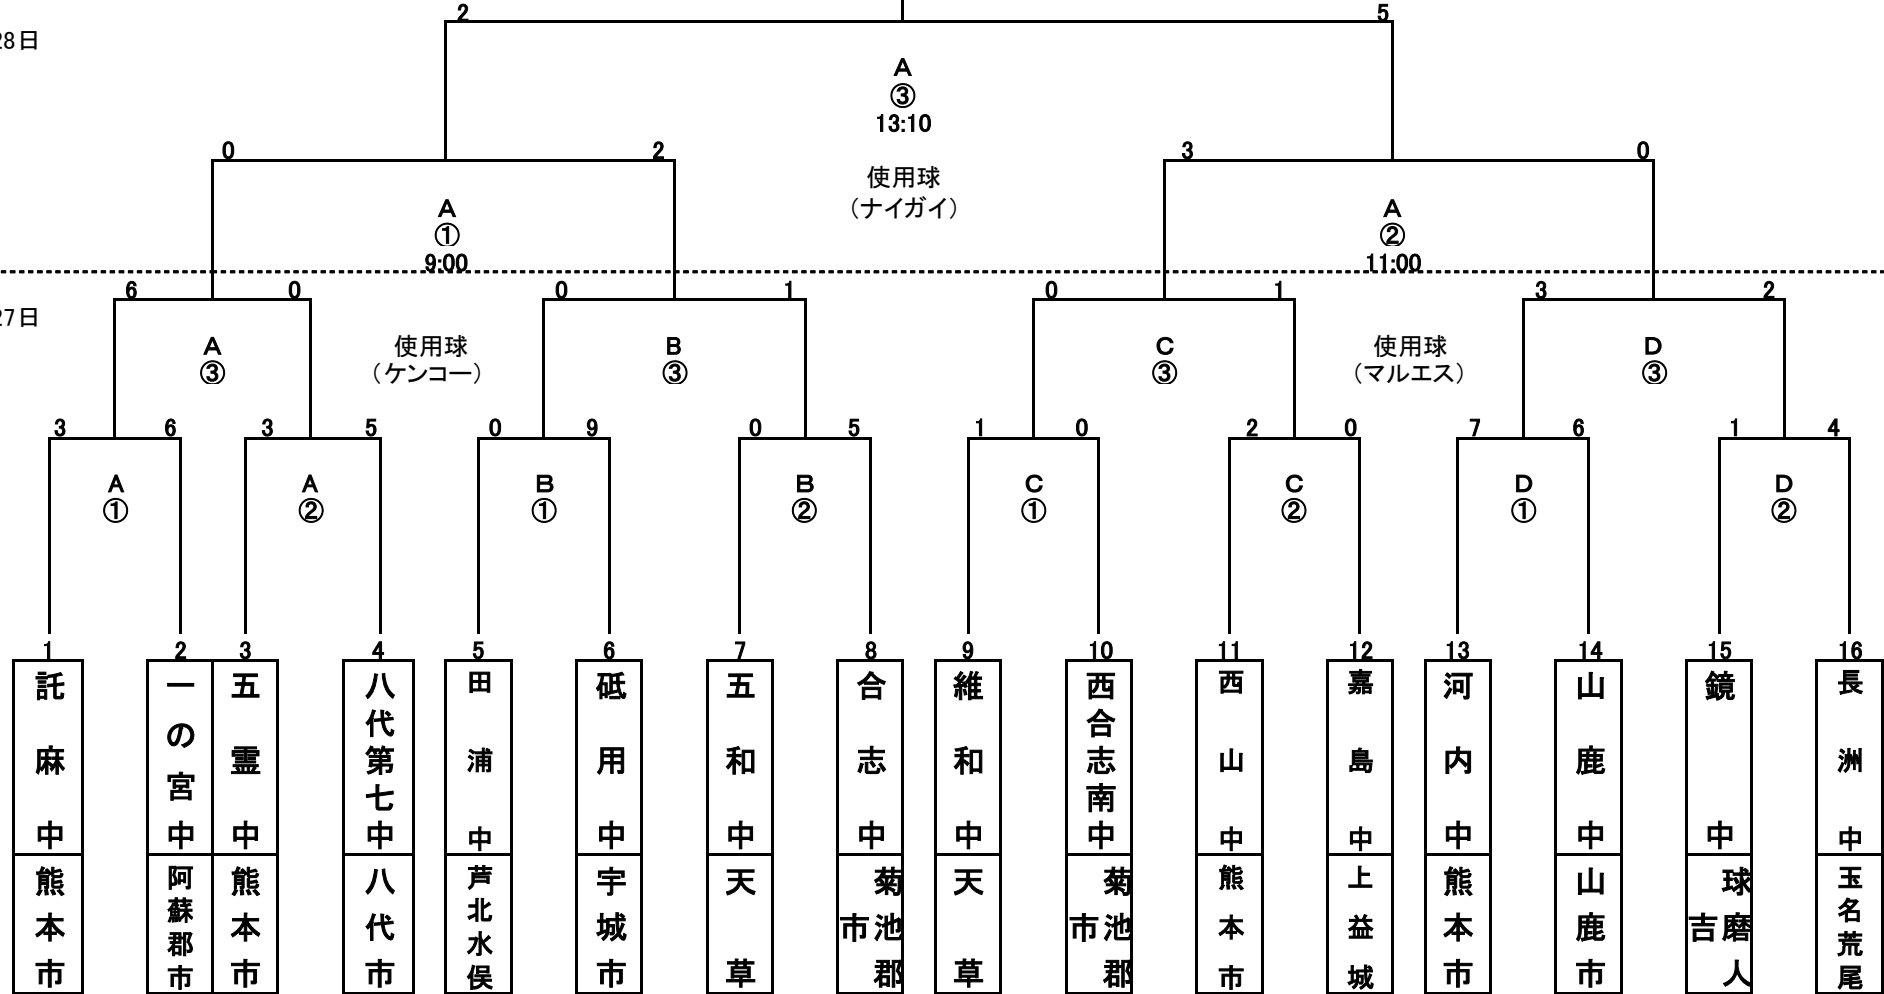 2 5
28日
A
③
13:10
0 2 3 0
使用球
（ナイガイ）
A A
① ②
9:00 11:00
6 0 0 1 0 1 3 2
27日
使用球 使用球
A B C D
（ケンコー） （マルエス）
③ ③ ③ ③
3 6 3 5 0 9 0 5 1 0 2 0 7 6 1 4
A A B B C C D D
① ② ① ② ① ② ① ②
1 2 3 4 5 6 7 8 9 10 11 12 13 14 15 16
託麻中
一の宮中
五霊中
八代第七中
田浦中
砥用中
五和中
合志中
維和中
西合志南中
西山中
嘉島中
河内中
山鹿中
鏡中
長洲中
熊本市
阿蘇郡市
熊本市
八代市
芦北水俣
宇城市
天草
菊池郡
市
天草
菊池郡
市
熊本市
上益城
熊本市
山鹿市
球磨人
吉
玉名荒尾